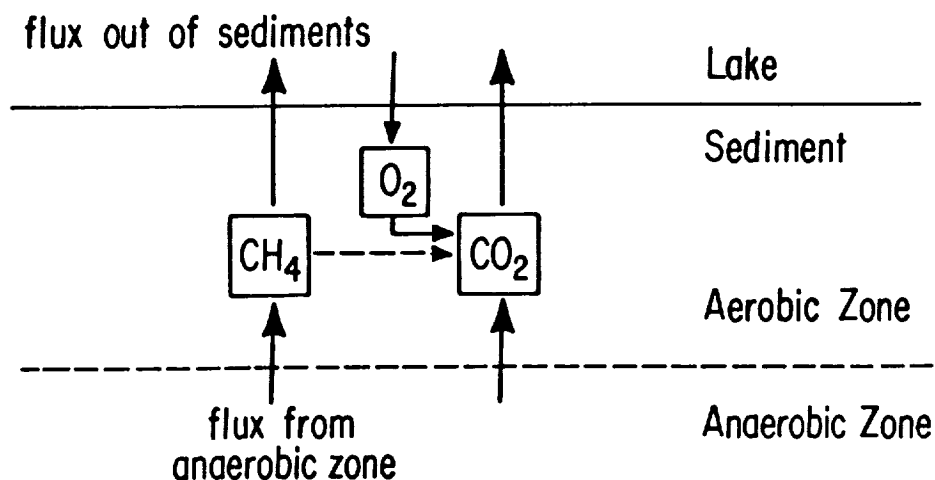 flux out of sediments
Lake
Sediment
O₂
CH₄
CO₂
Aerobic Zone
flux from
anaerobic zone
Anaerobic Zone